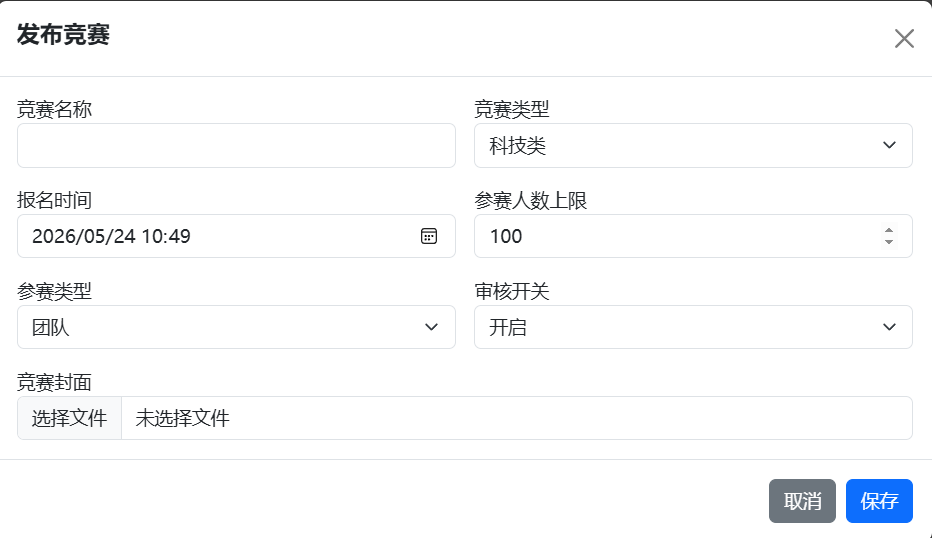 发布竞赛
竞赛名称
竞赛类型
科技类
报名时间
参赛人数上限
2026/05/24 10:49
100
参赛类型
审核开关
团队
开启
竞赛封面
选择文件 未选择文件
取消 保存